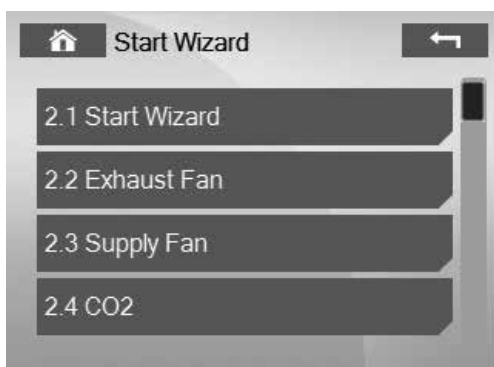 Start Wizard
2.1 Start Wizard
2.2 Exhaust Fan
2.3 Supply Fan
2.4 CO2